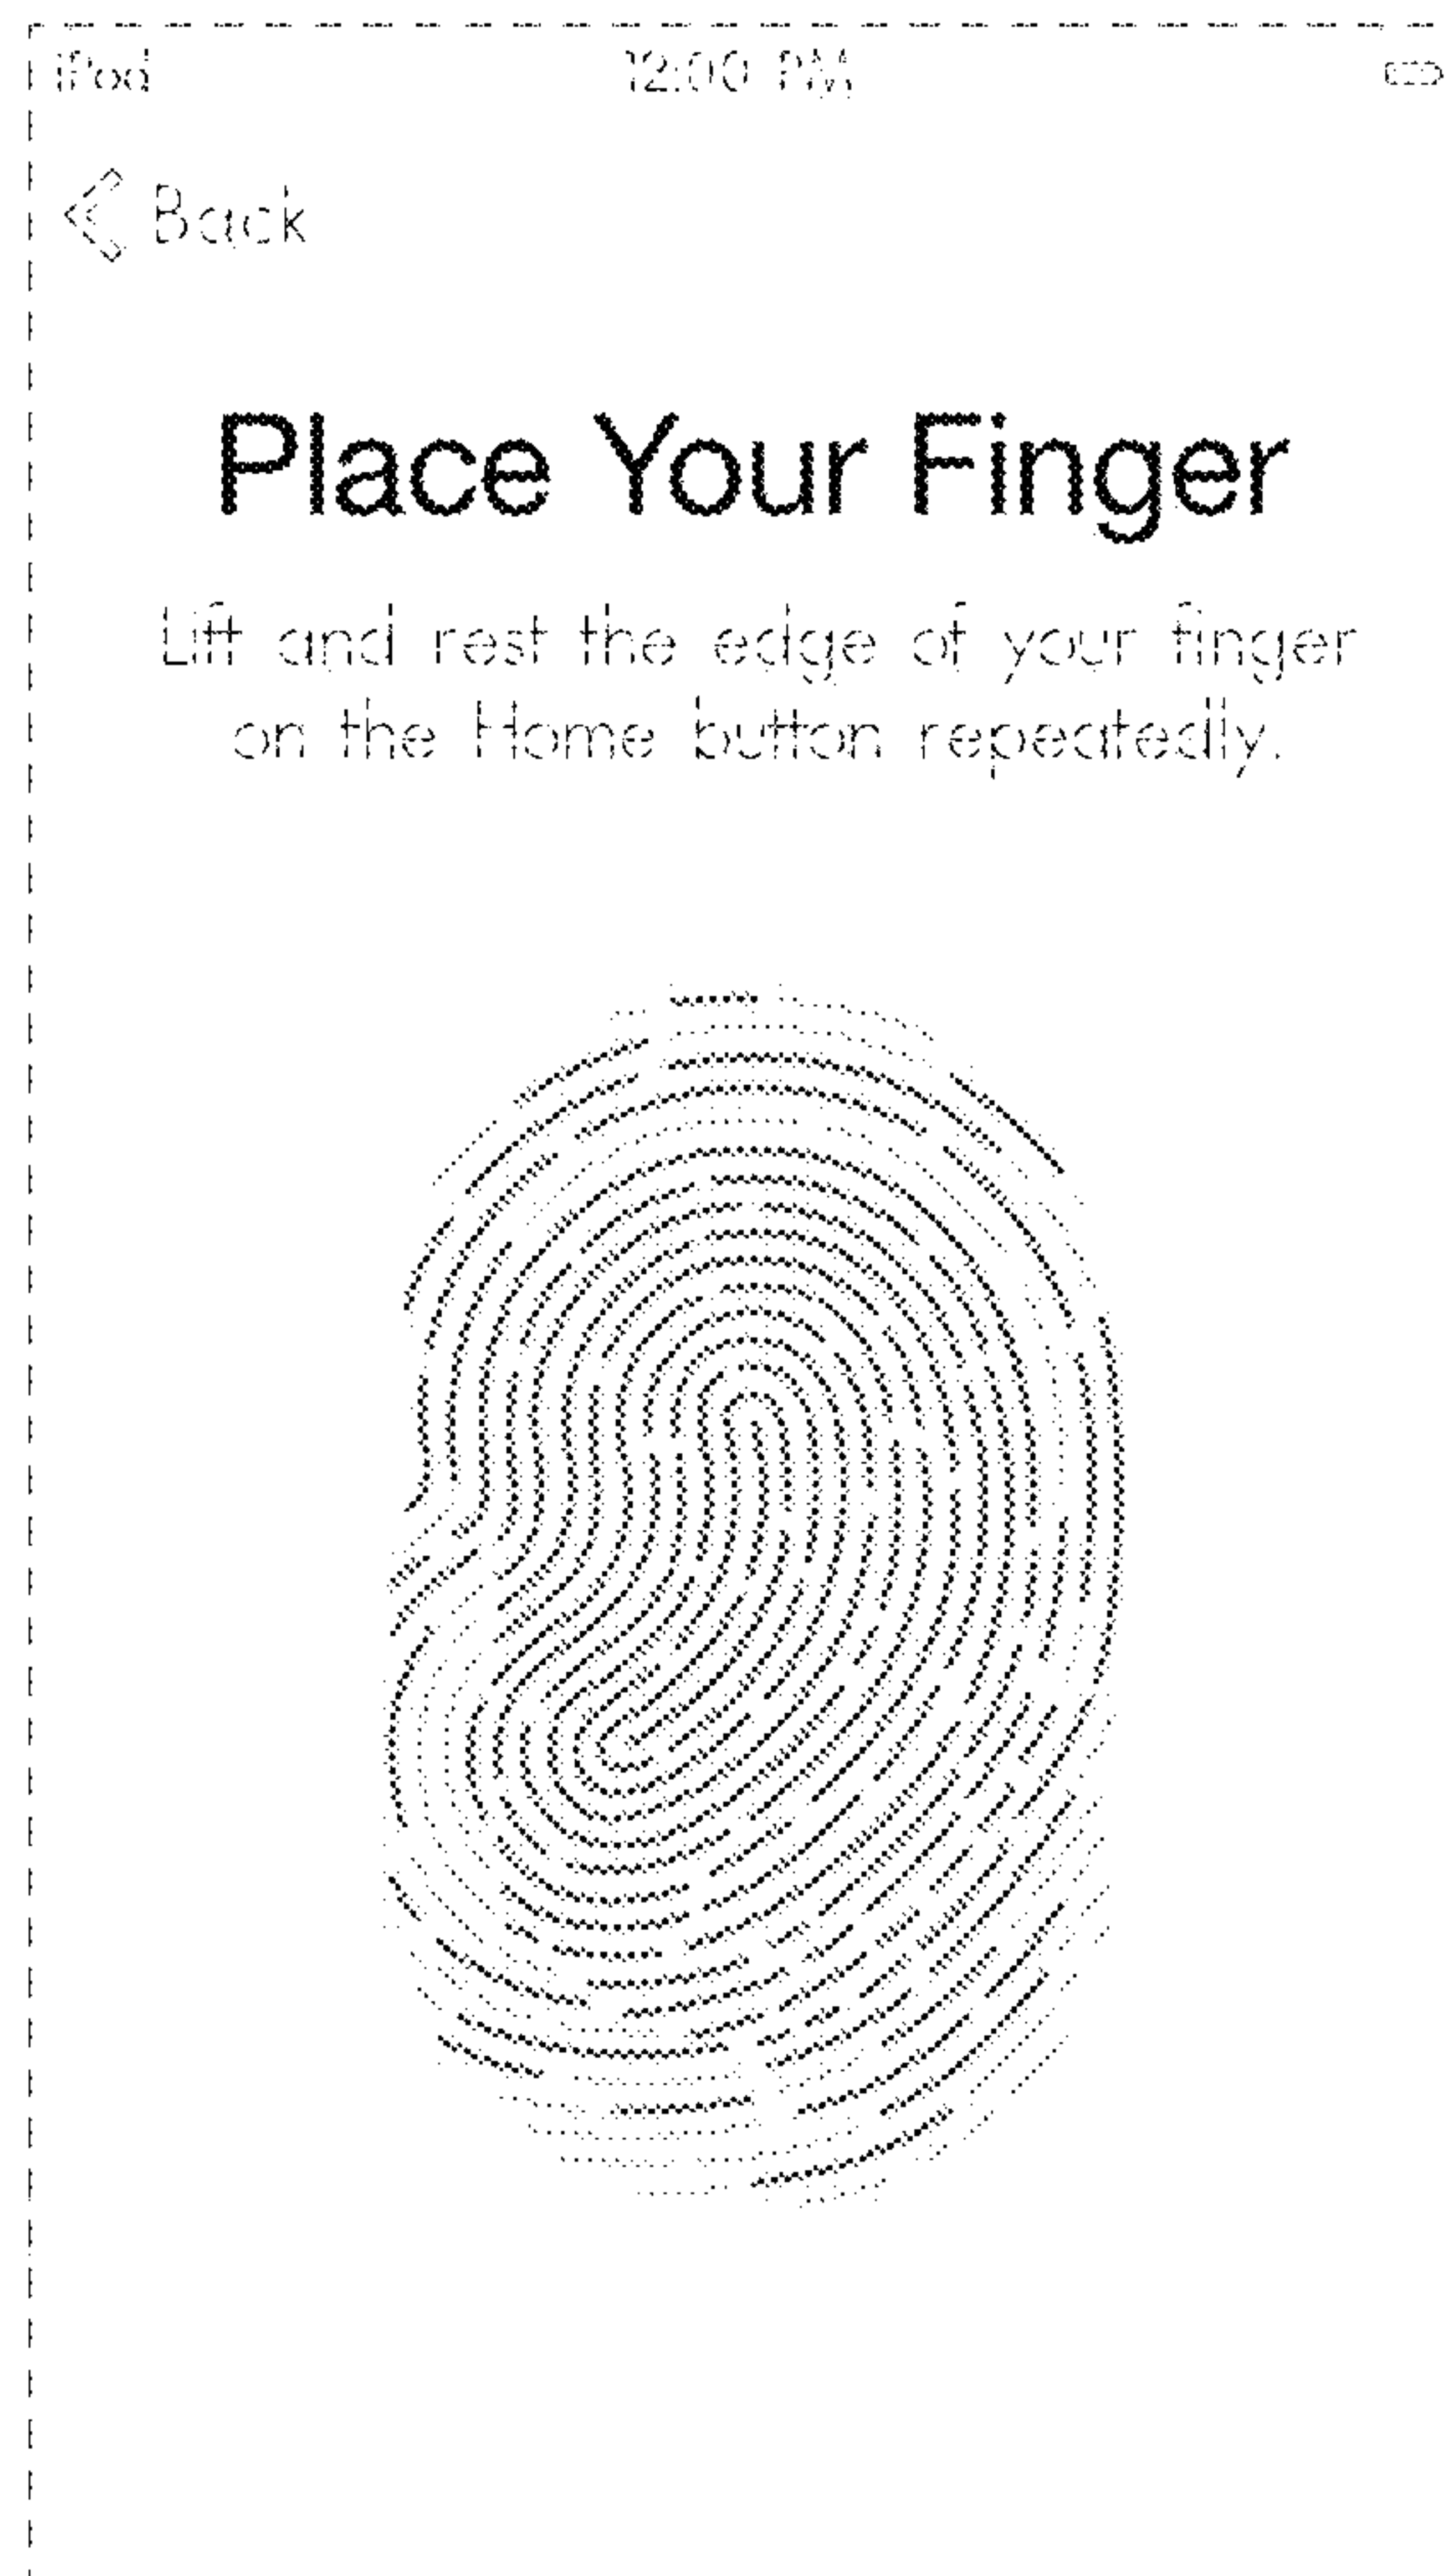 iPod 12:00 PM
Back
Place Your Finger
Lift and rest the edge of your finger
on the Home button repeatedly.